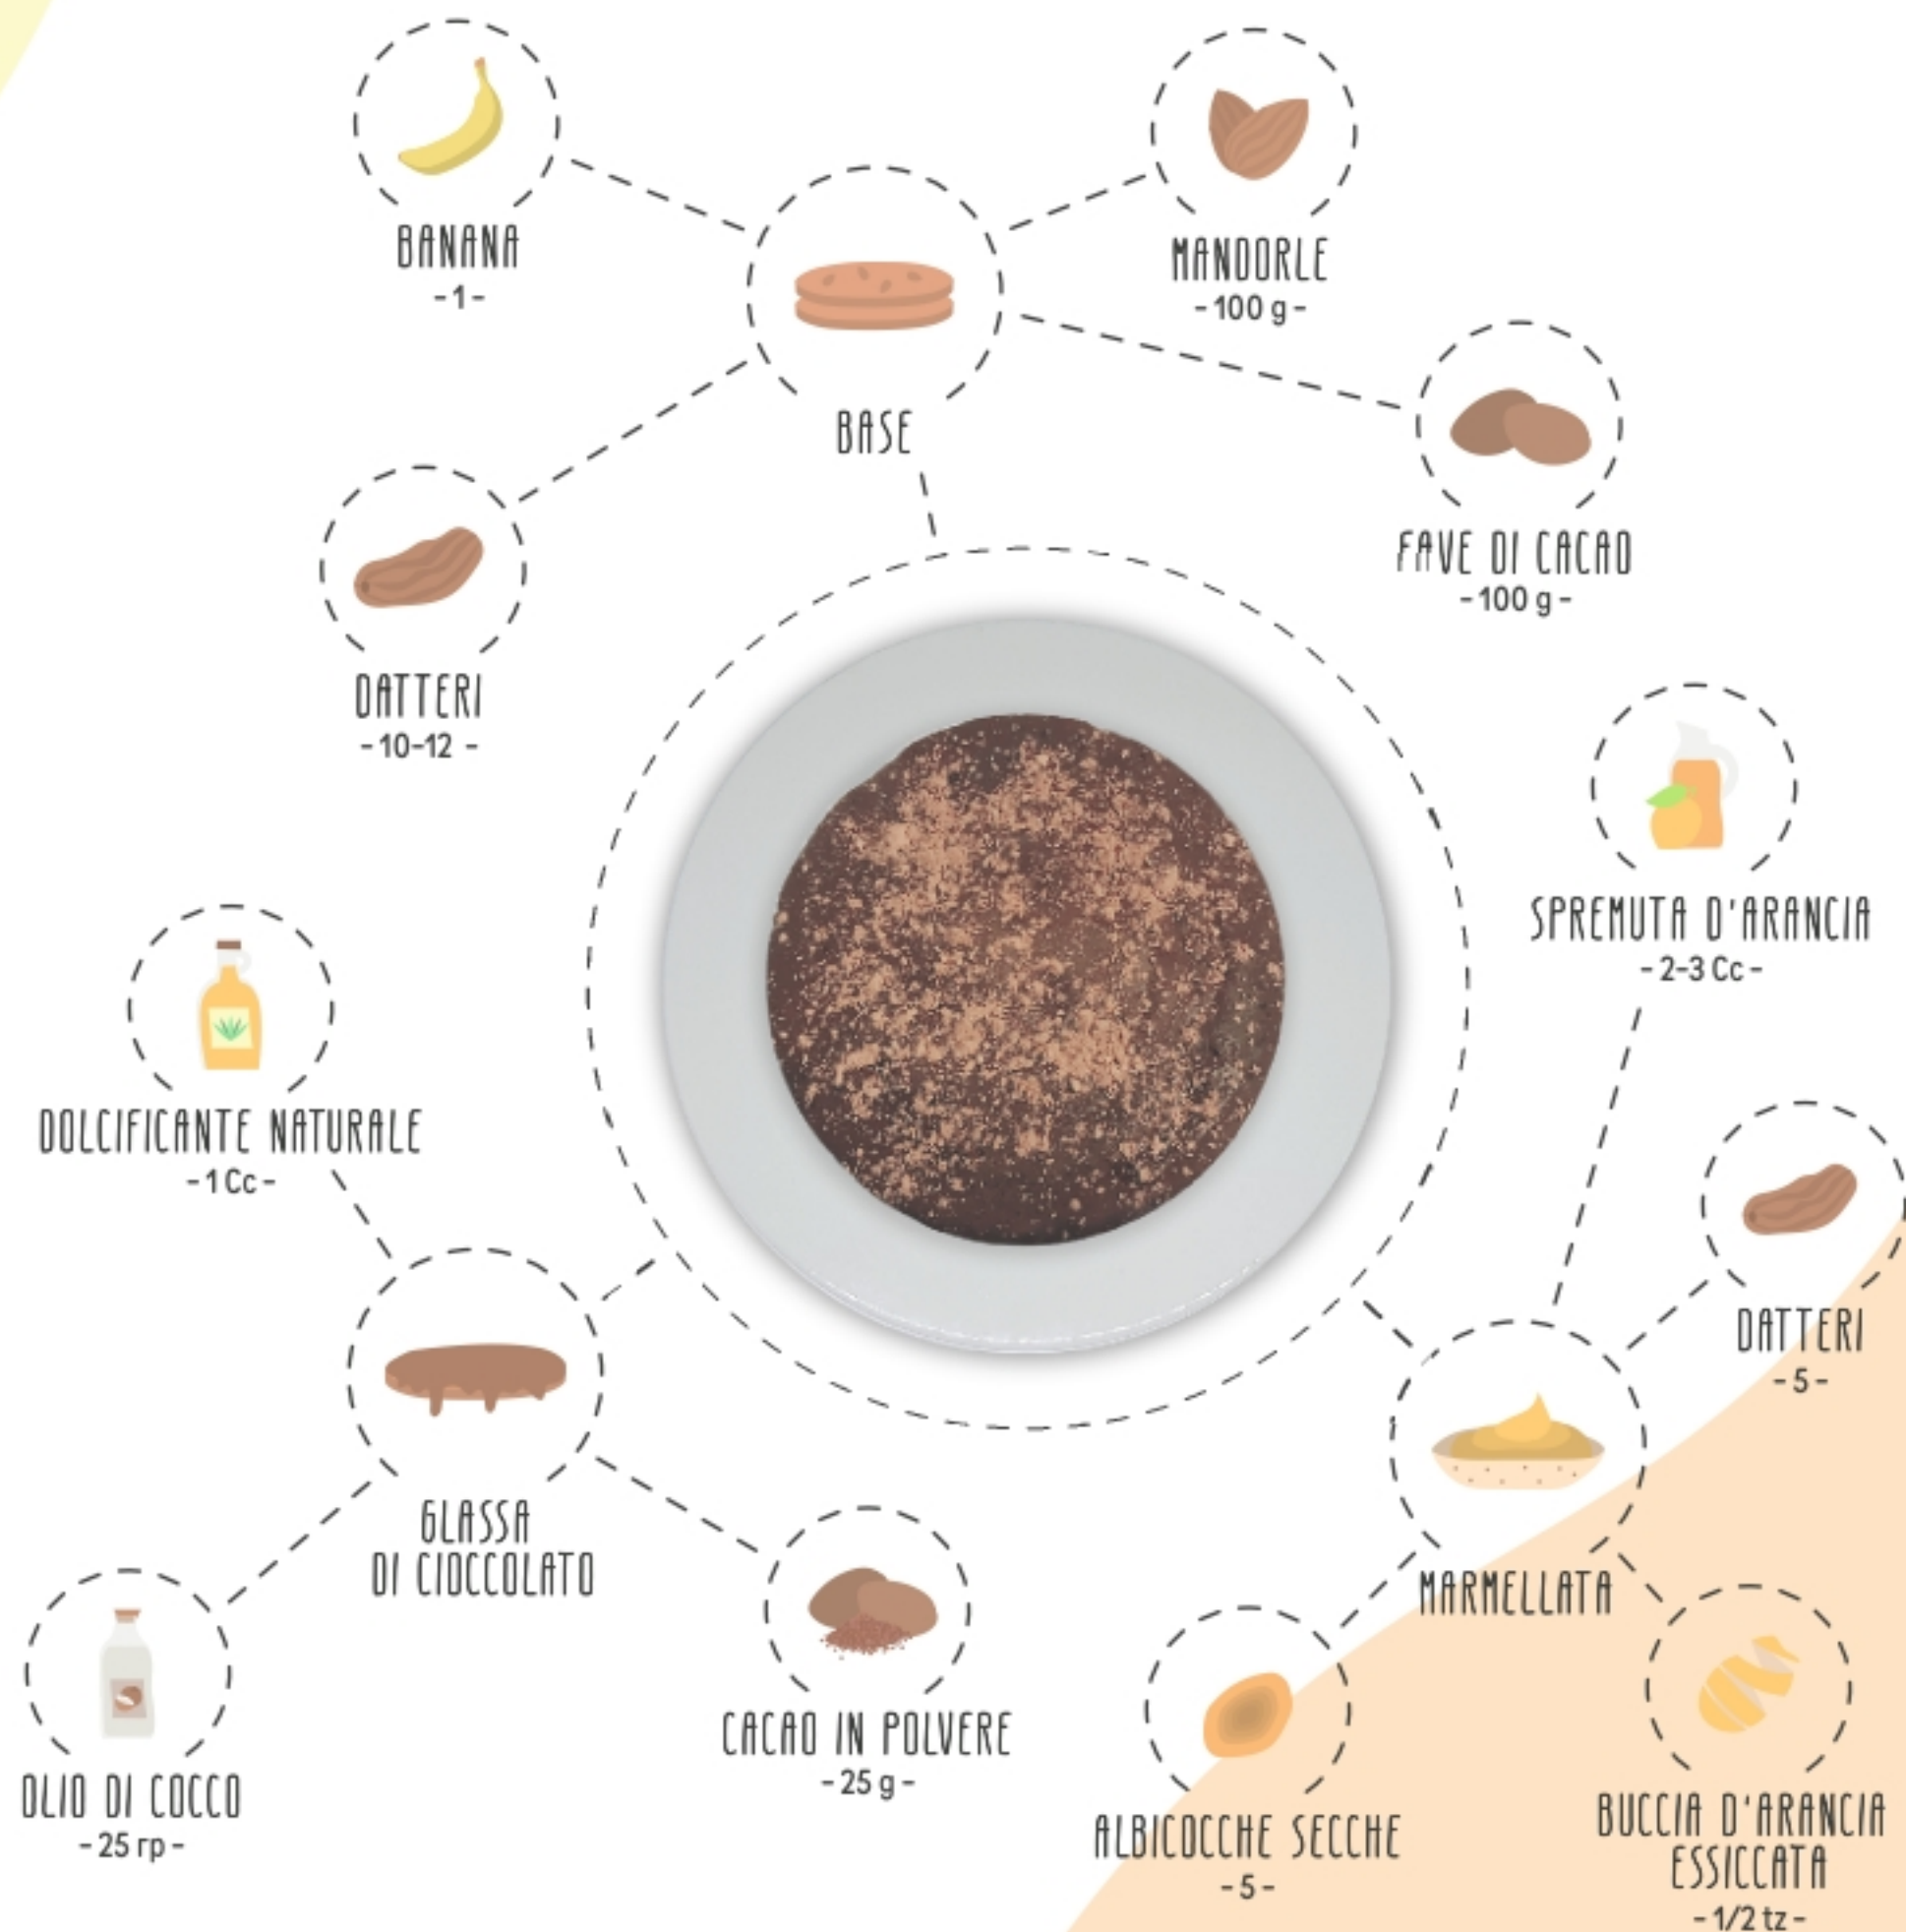 BANANA
-1-
MANDORLE
-100 g-
BASE
FAVE DI CACAO
-100 g-
DATTERI
-10-12 -
SPREMUTA D'ARANCIA
-2-3 Cc-
DOLCIFICANTE NATURALE
-1 Cc-
DATTERI
-5-
GLASSA
DI CIOCCOLATO
MARMELLATA
CACAO IN POLVERE
-25 g-
OLIO DI COCCO
-25 гр-
ALBICOCCHE SECCHE
-5-
BUCCIA D'ARANCIA
ESSICCATA
-1/2 tz-